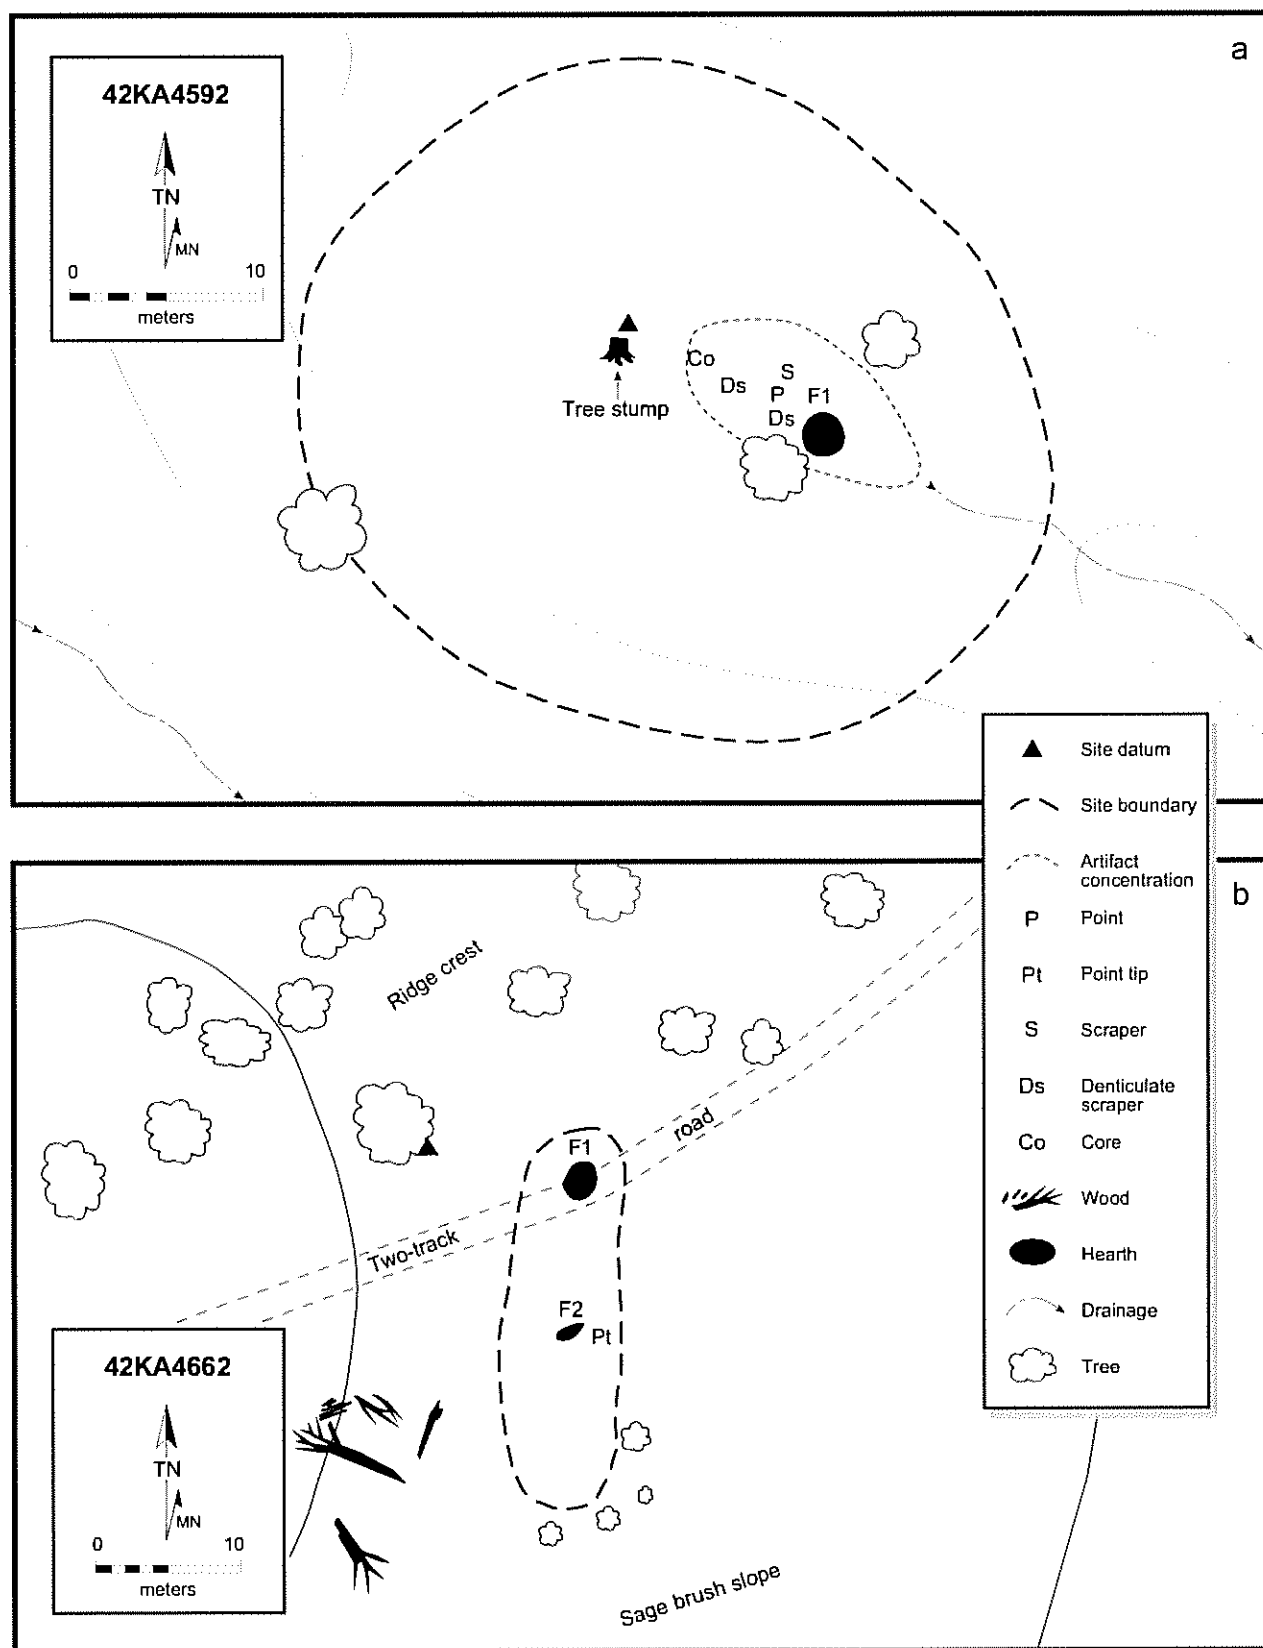 a
42KA4592
TN
MN
0 10
meters
Co
S
Ds
P F1
Ds
Tree stump
Site datum
Site boundary
Artifact
concentration
P Point
Pt Point tip
S Scraper
Ds Denticulate
scraper
Co Core
Wood
Hearth
Drainage
Tree
b
Ridge crest
road
F1
Two-track
F2
Pt
42KA4662
TN
MN
0 10
meters
Sage brush slope